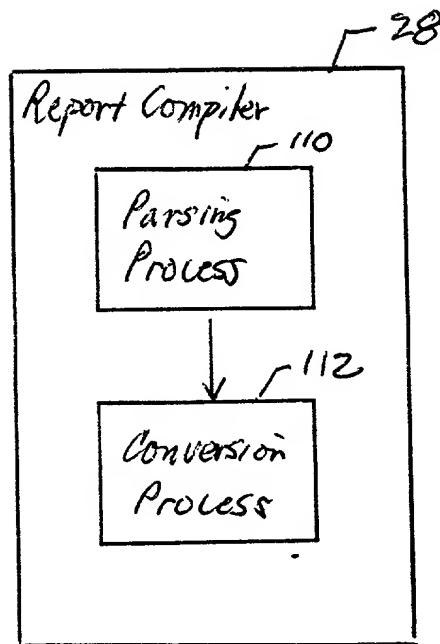 28
Report Compiler
110
Parsing
Process
112
Conversion
Process